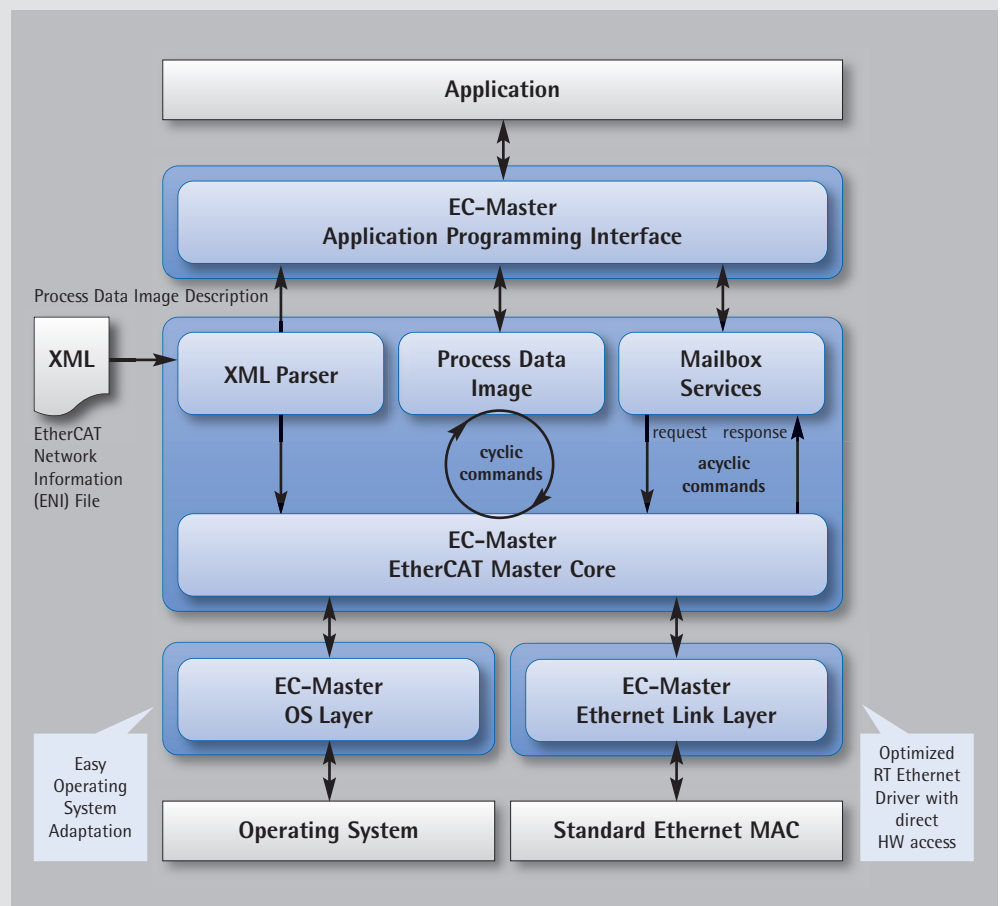 Application
EC-Master
Application Programming Interface
Process Data Image Description
XML
EtherCAT
Network
Information
(ENI) File
XML Parser
Process Data
Image
Mailbox
Services
cyclic
commands
request response
acyclic
commands
EC-Master
EtherCAT Master Core
EC-Master
OS Layer
EC-Master
Ethernet Link Layer
Easy
Operating
System
Adaptation
Optimized
RT Ethernet
Driver with
direct
HW access
Operating System
Standard Ethernet MAC